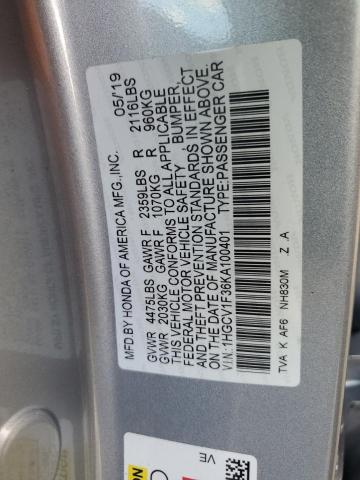 MFD.BY HONDA OF AMERICA MFG.,INC. 05/'19
GVWR 4475LBS GAWR F 2359LBS R 2116LBS
GVWR 2030KG GAWR F 1070KG R 960KG
THIS VEHICLE CONFORMS TO ALL APPLICABLE
FEDERAL MOTOR VEHICLE SAFETY, BUMPER,
AND THEFT PREVENTION STANDARDS IN EFFECT
ON THE DATE OF MANUFACTURE SHOWN ABOVE.
V.I.N:1HGCV1F36KA100401 TYPE:PASSENGER CAR
TVA K AF6 NH830M Z .A
VE